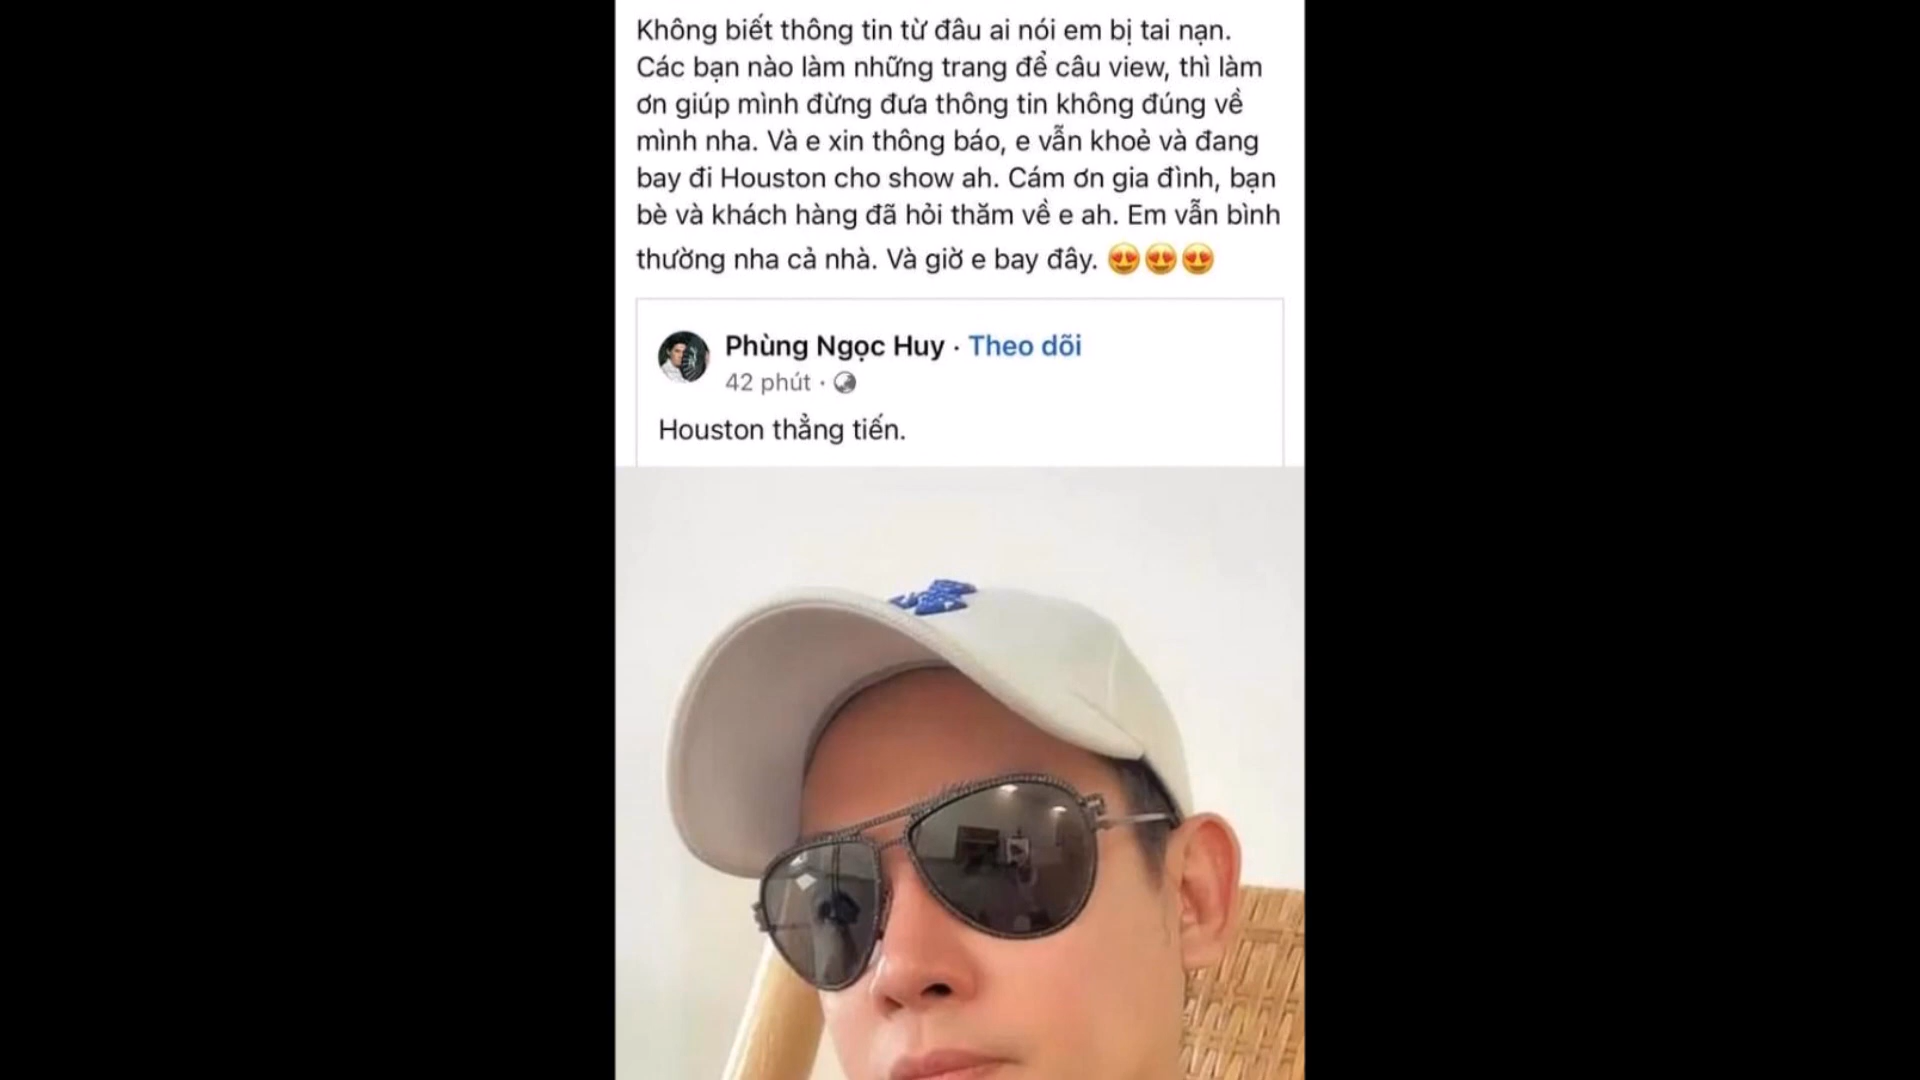 Không biết thông tin từ đâu ai nói em bị tai nạn.
Các bạn nào làm những trang để câu view, thì làm
ơn giúp mình đừng đưa thông tin không đúng về
mình nha. Và e xin thông báo, e vẫn khoẻ và đang
bay đi Houston cho show ah. Cám ơn gia đình, bạn
bè và khách hàng đã hỏi thăm về e ah. Em vẫn bình
thường nha cả nhà. Và giờ e bay đây. 😍😍😍
Phùng Ngọc Huy · Theo dõi
42 phút ·
Houston thẳng tiến.